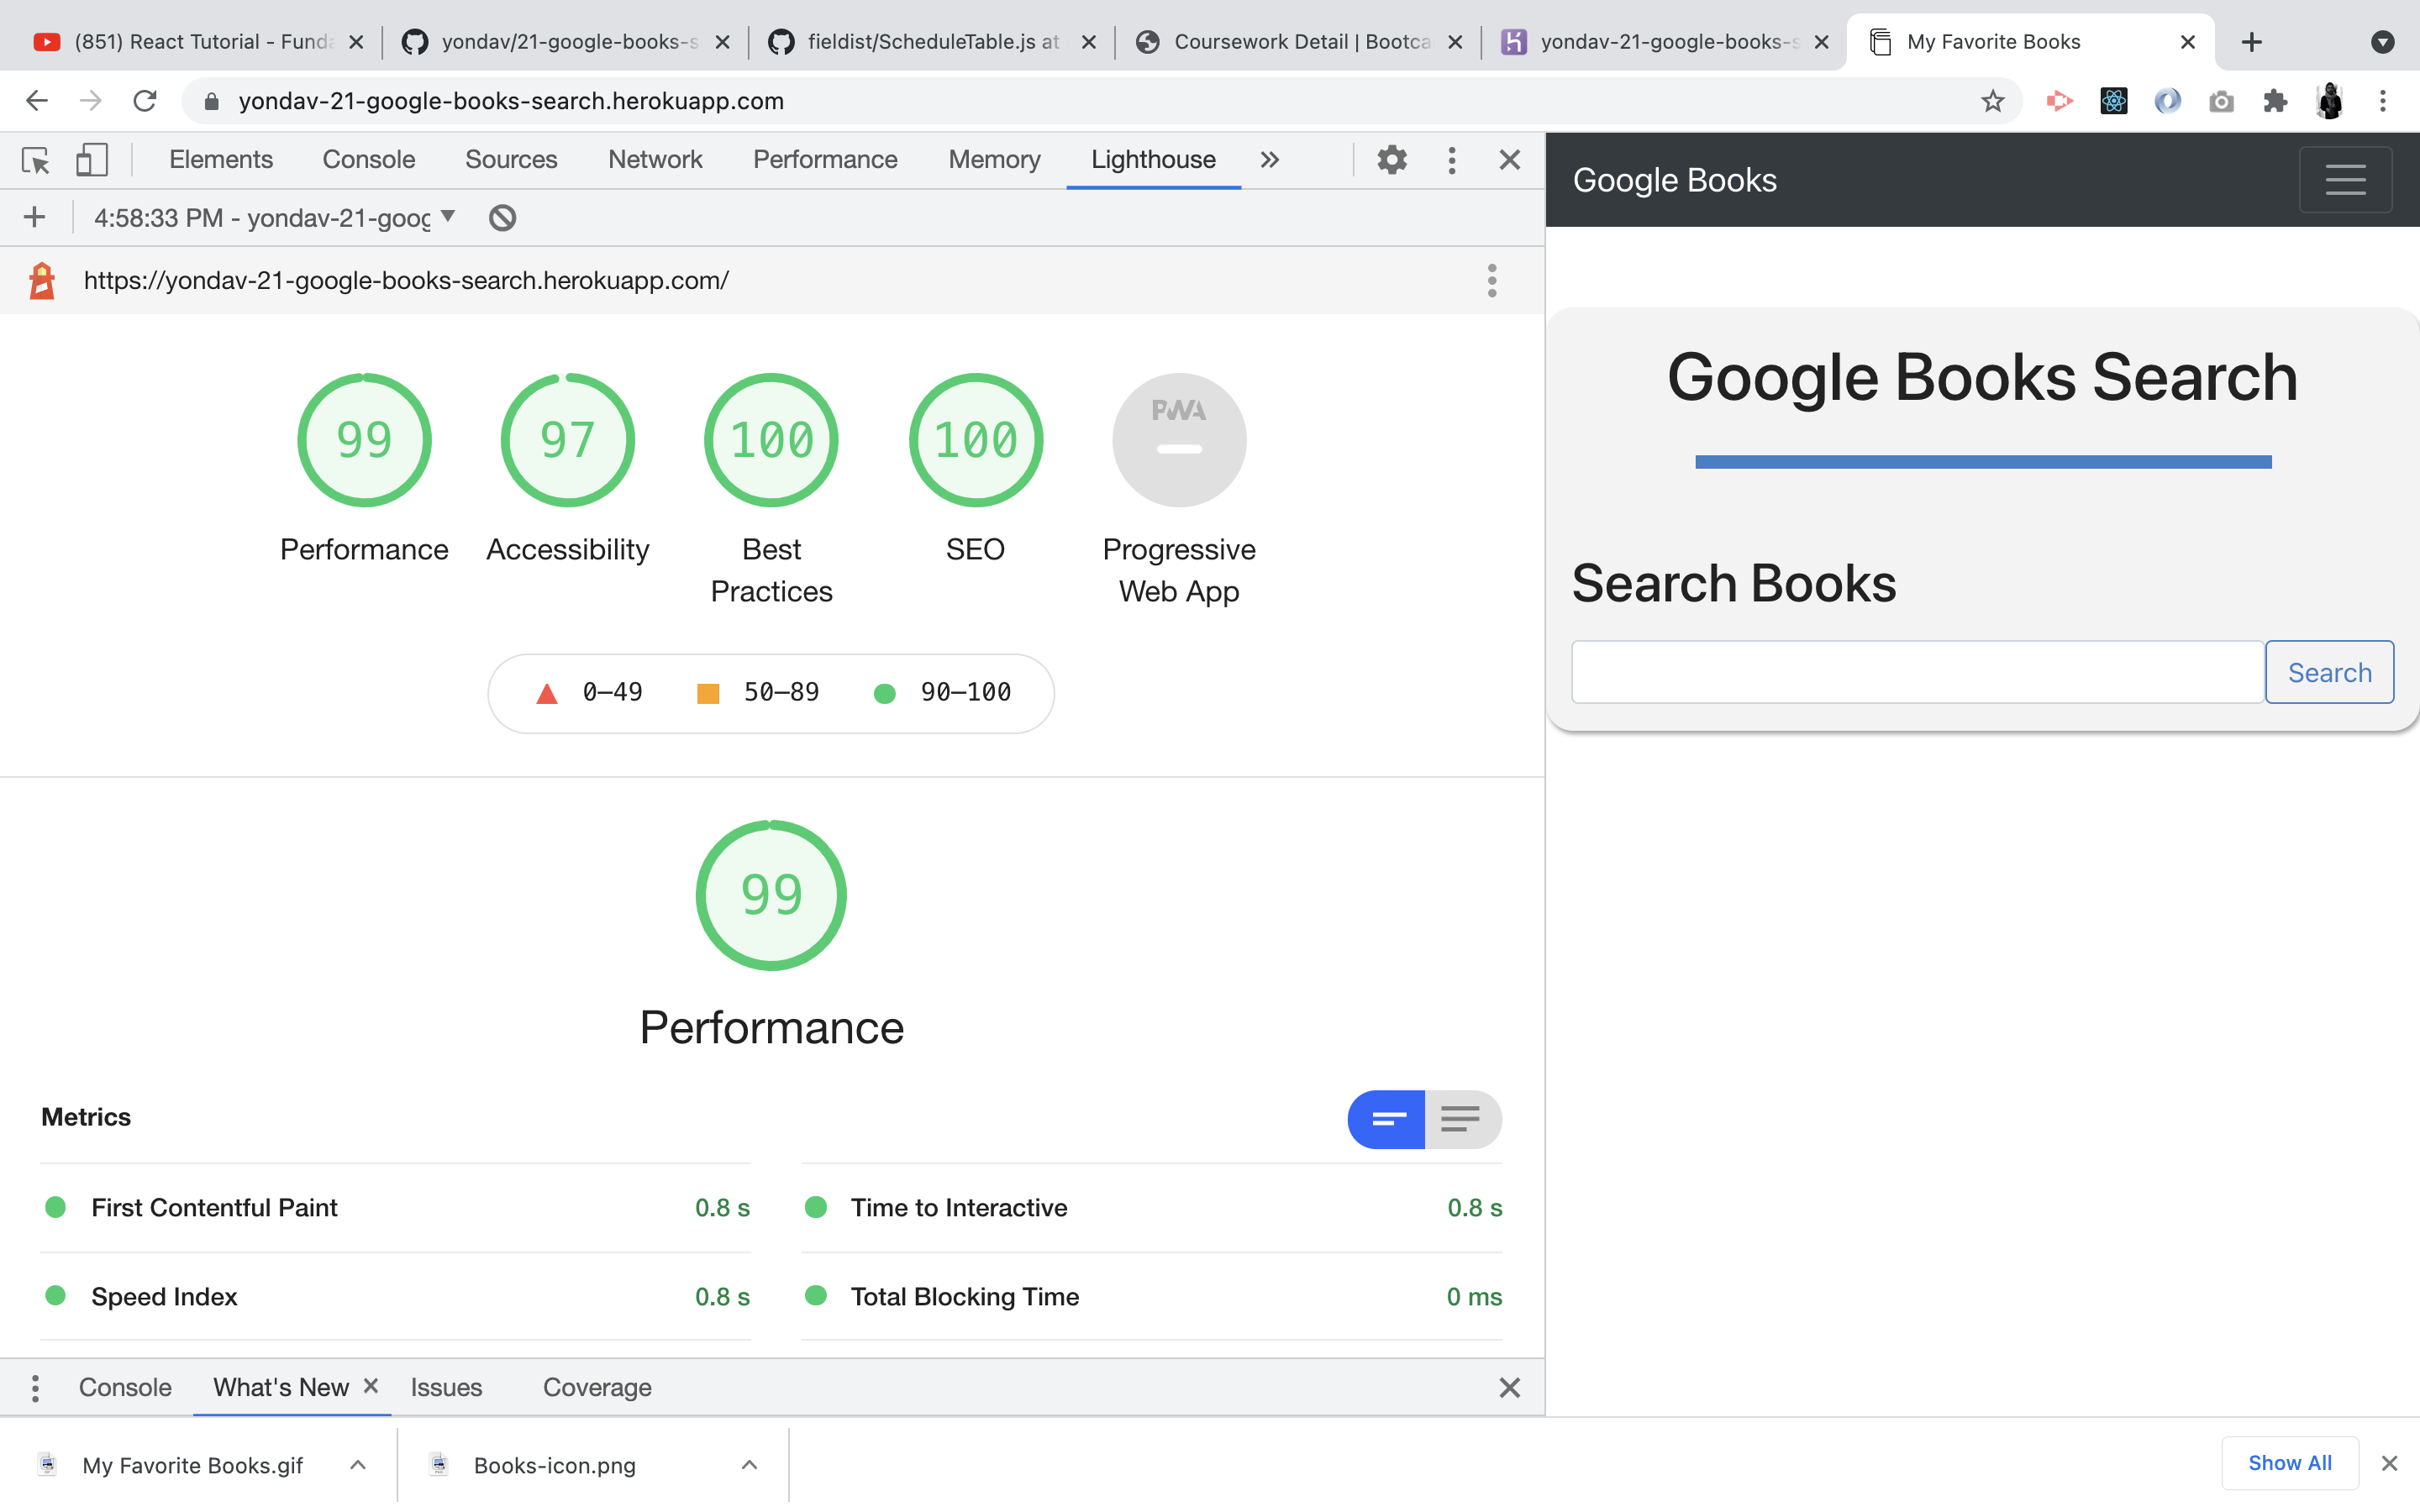 (851) React Tutorial - Funda
yondav/21-google-books-s
fieldist/ScheduleTable.js at
Coursework Detail | Bootca
yondav-21-google-books-s
My Favorite Books
yondav-21-google-books-search.herokuapp.com
Elements Console Sources Network Performance Memory Lighthouse
4:58:33 PM - yondav-21-goog
https://yondav-21-google-books-search.herokuapp.com/
99 97 100 100 PWA
Performance Accessibility Best Practices SEO Progressive Web App
0–49 50–89 90–100
99
Performance
Metrics
First Contentful Paint 0.8 s
Time to Interactive 0.8 s
Speed Index 0.8 s
Total Blocking Time 0 ms
Console What's New Issues Coverage
Google Books
Google Books Search
Search Books
Search
My Favorite Books.gif
Books-icon.png
Show All